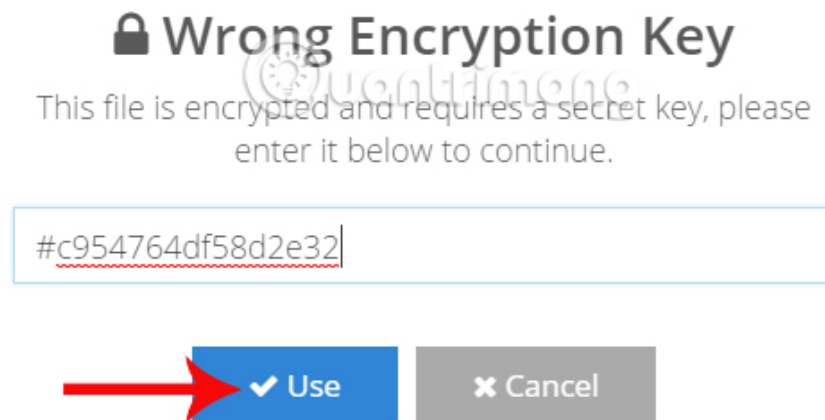 Wrong Encryption Key
Quantrimang
This file is encrypted and requires a secret key, please
enter it below to continue.
#c954764df58d2e32
Use
Cancel